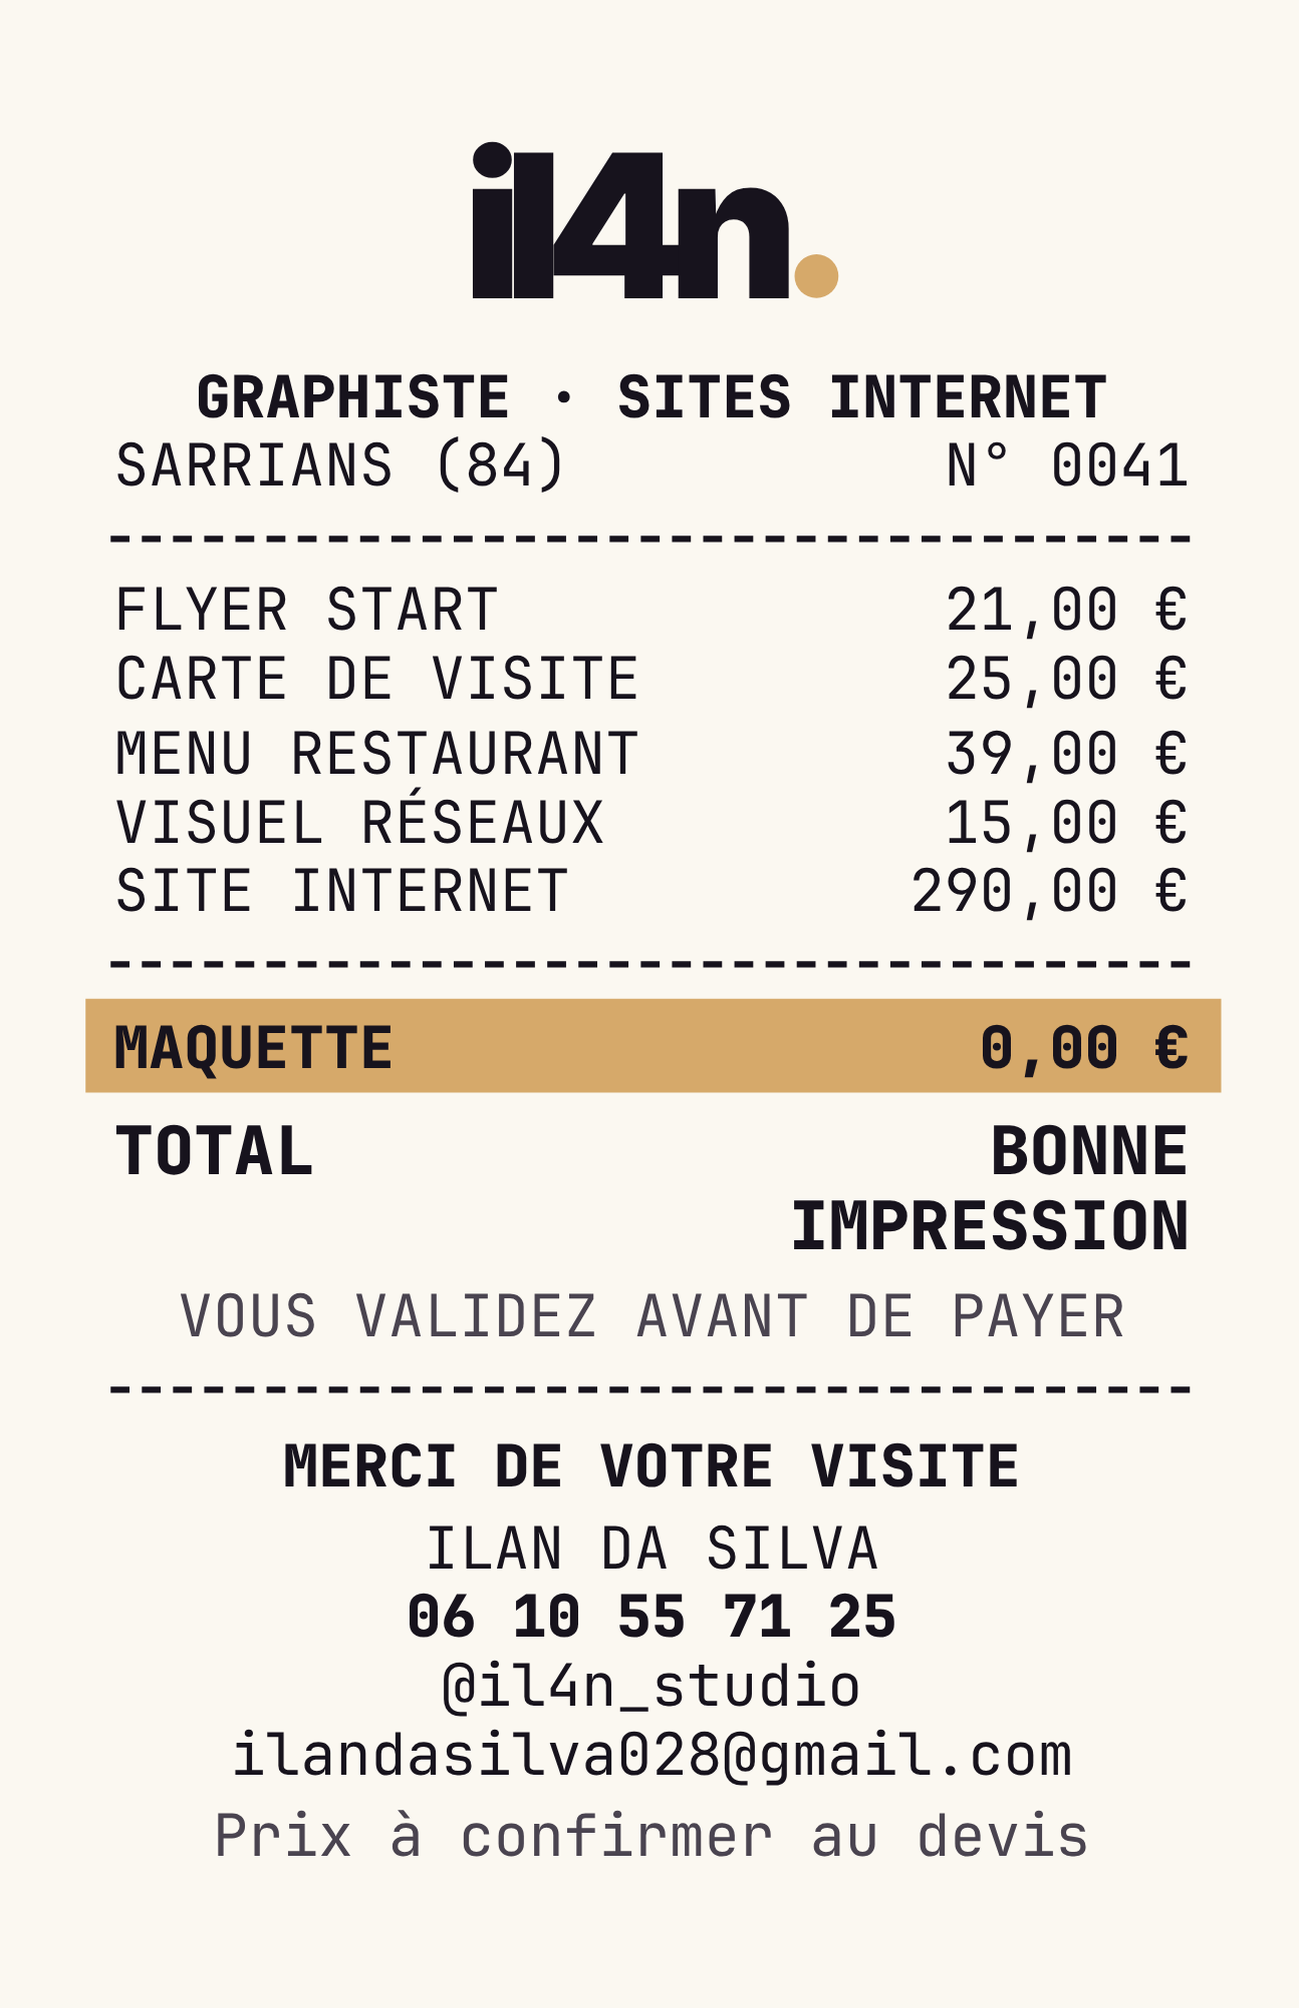 il4n.
GRAPHISTE · SITES INTERNET
SARRIANS (84) N° 0041
FLYER START 21,00 €
CARTE DE VISITE 25,00 €
MENU RESTAURANT 39,00 €
VISUEL RÉSEAUX 15,00 €
SITE INTERNET 290,00 €
MAQUETTE 0,00 €
TOTAL BONNE
IMPRESSION
VOUS VALIDEZ AVANT DE PAYER
MERCI DE VOTRE VISITE
ILAN DA SILVA
06 10 55 71 25
@il4n_studio
ilandasilva028@gmail.com
Prix à confirmer au devis